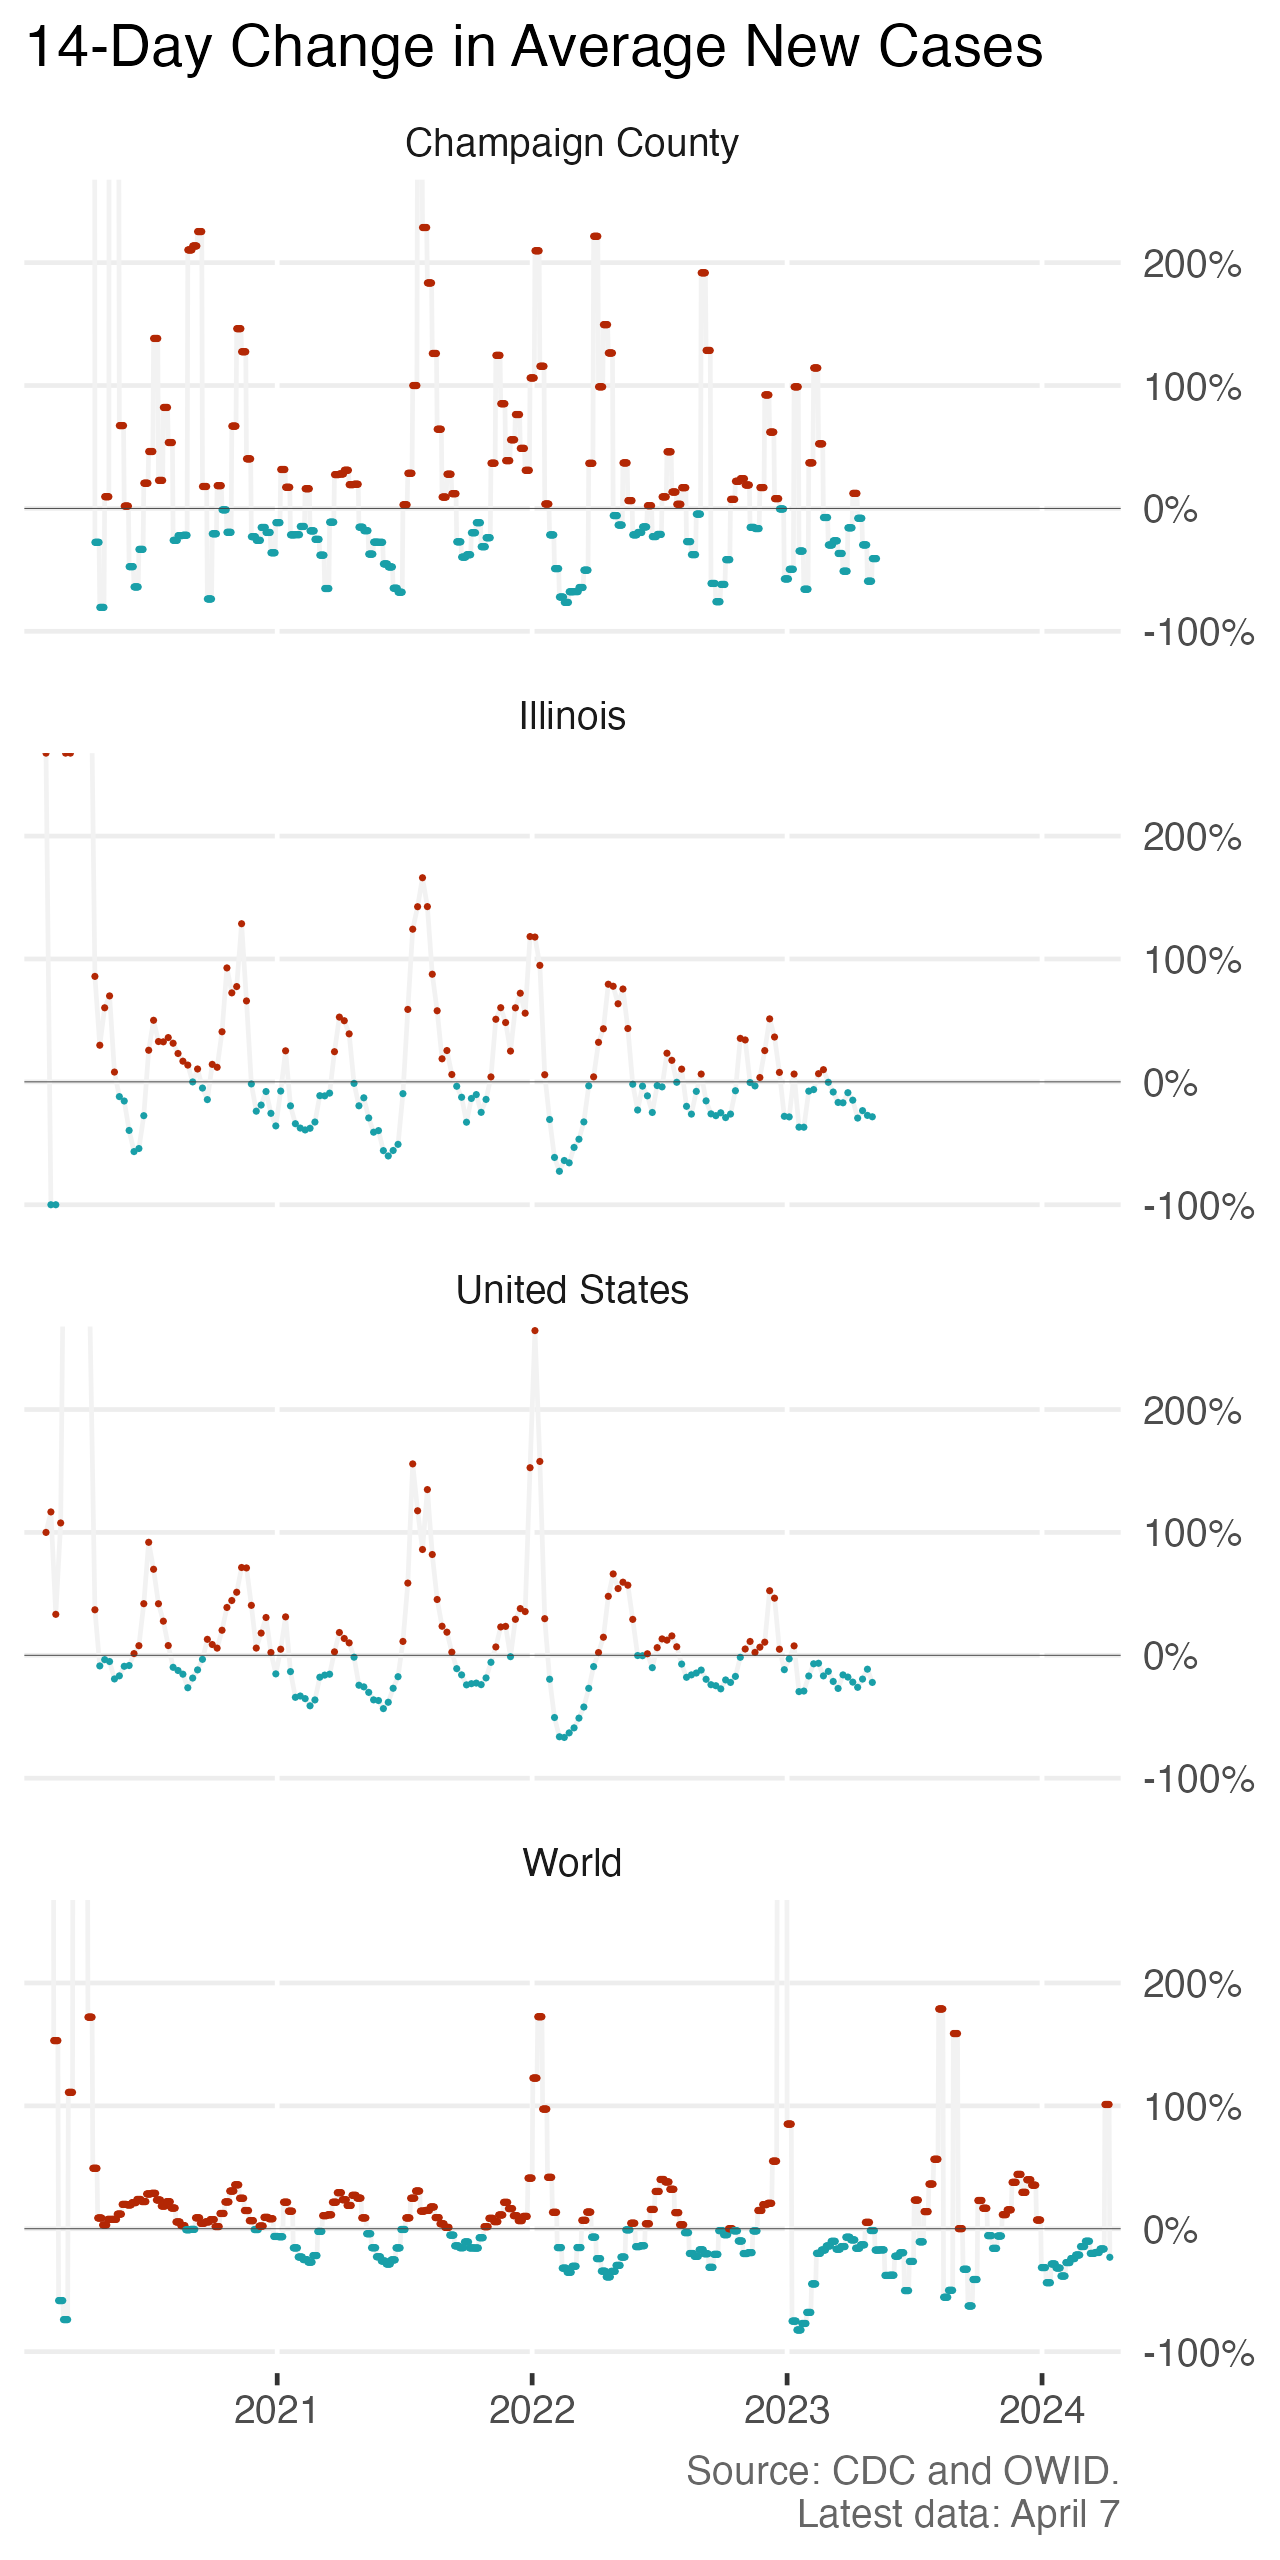 14-Day Change in Average New Cases
Champaign County
200%
100%
0%
-100%
Illinois
200%
100%
0%
-100%
United States
200%
100%
0%
-100%
World
200%
100%
0%
-100%
2021 2022 2023 2024
Source: CDC and OWID.
Latest data: April 7